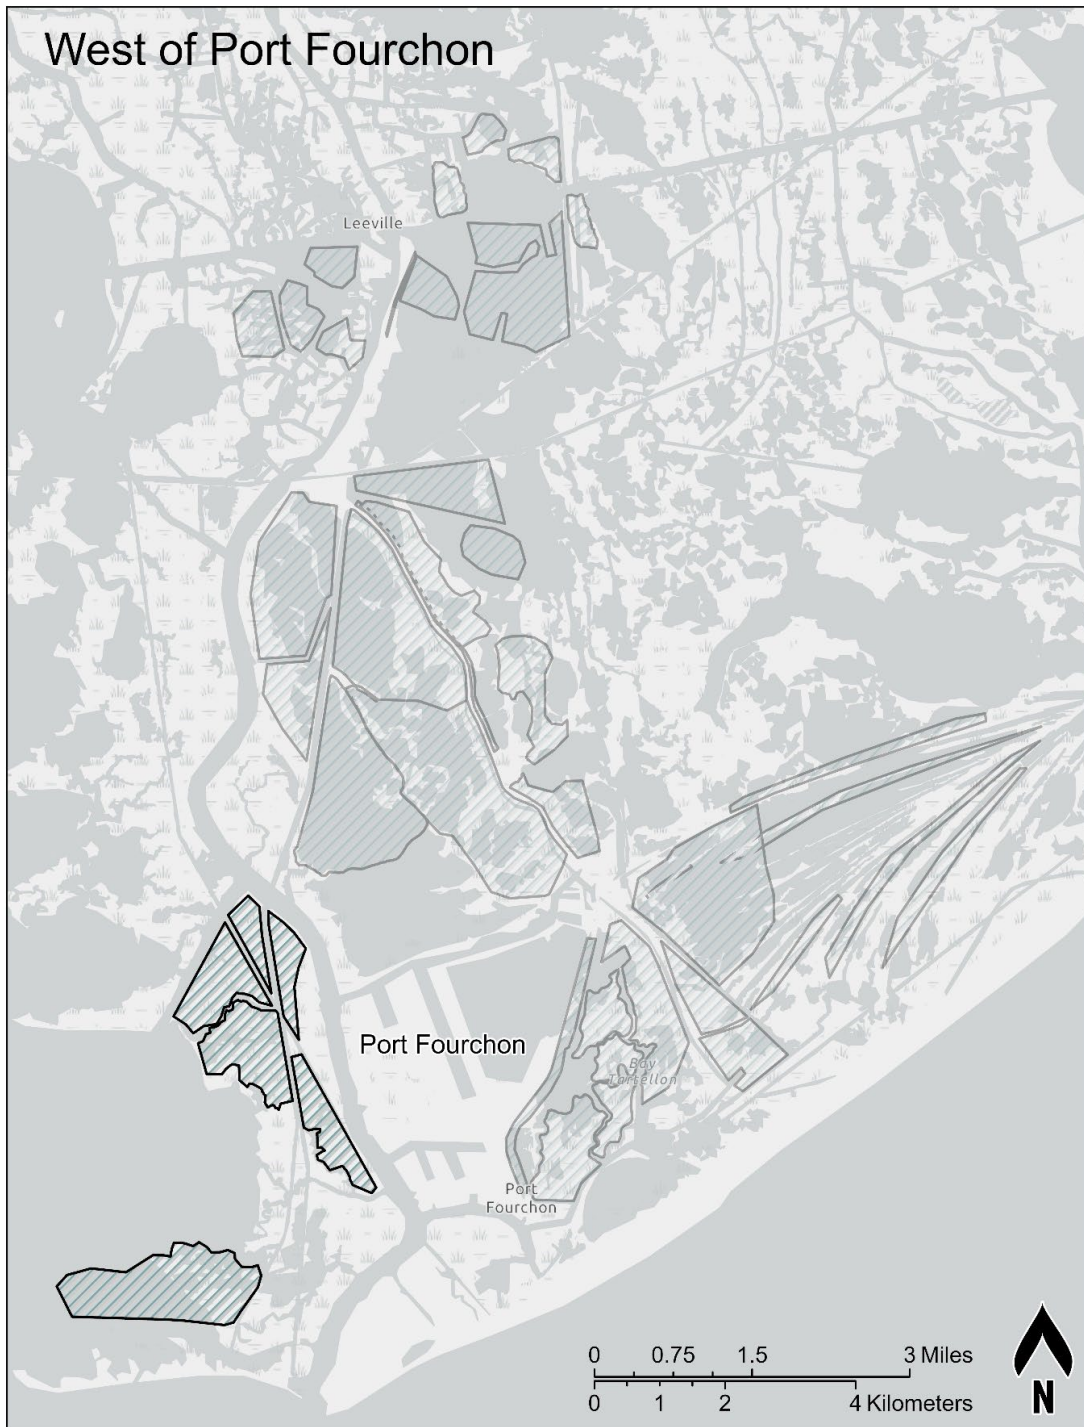 West of Port Fourchon
Leeville
Port Fourchon
Bay
Tartellon
Port
Fourchon
0 0.75 1.5 3 Miles
0 1 2 4 Kilometers
N